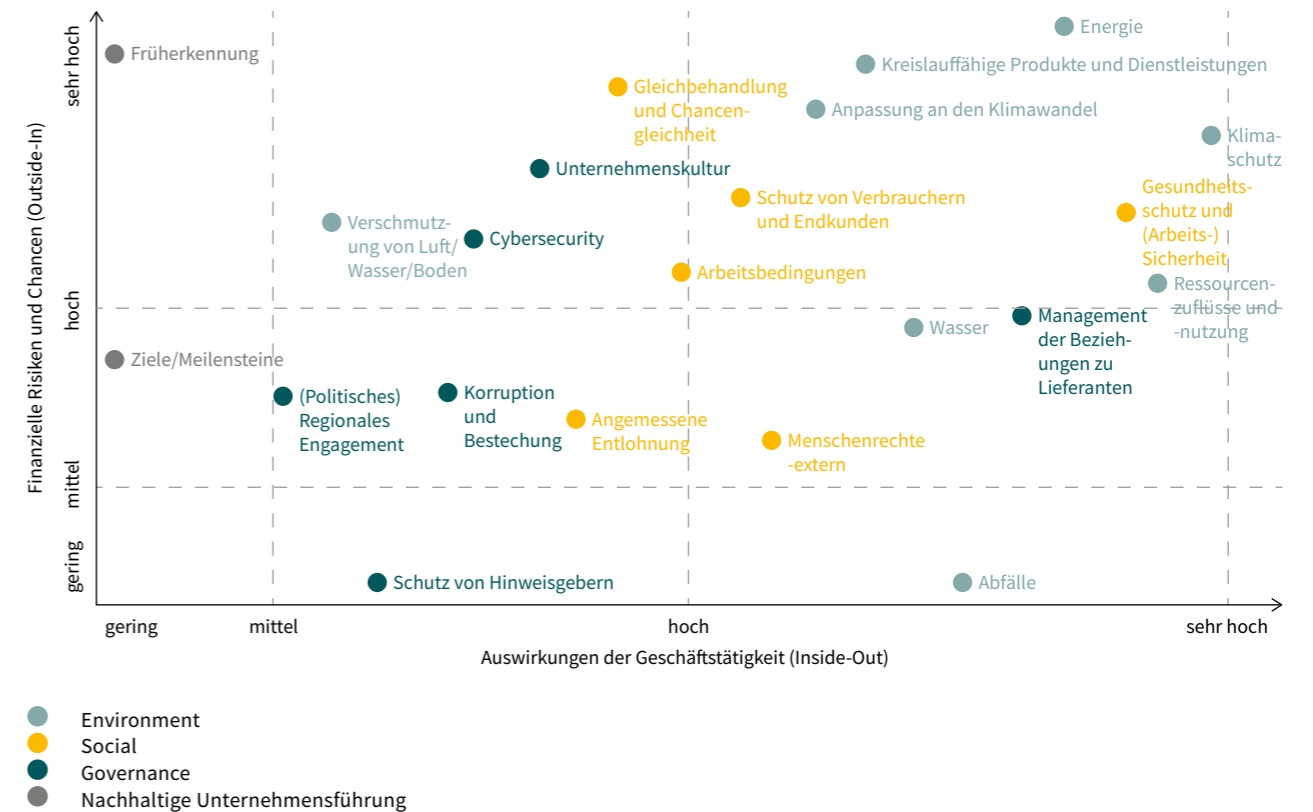 Finanzielle Risiken und Chancen (Outside-In)
sehr hoch
hoch
mittel
gering
Energie
Früherkennung
Kreislauffähige Produkte und Dienstleistungen
Gleichbehandlung
und Chancen-
gleichheit
Anpassung an den Klimawandel
Klima-
schutz
Unternehmenskultur
Schutz von Verbrauchern
und Endkunden
Gesundheits-
schutz und
(Arbeits-)
Sicherheit
Verschmutz-
ung von Luft/
Wasser/Boden
Cybersecurity
Arbeitsbedingungen
Ressourcen-
zuflüsse und
-nutzung
Wasser
Management
der Bezieh-
ungen zu
Lieferanten
Ziele/Meilensteine
(Politisches)
Regionales
Engagement
Korruption
und
Bestechung
Angemessene
Entlohnung
Menschenrechte
-extern
Schutz von Hinweisgebern
Abfälle
gering
mittel
hoch
sehr hoch
Auswirkungen der Geschäftstätigkeit (Inside-Out)
Environment
Social
Governance
Nachhaltige Unternehmensführung